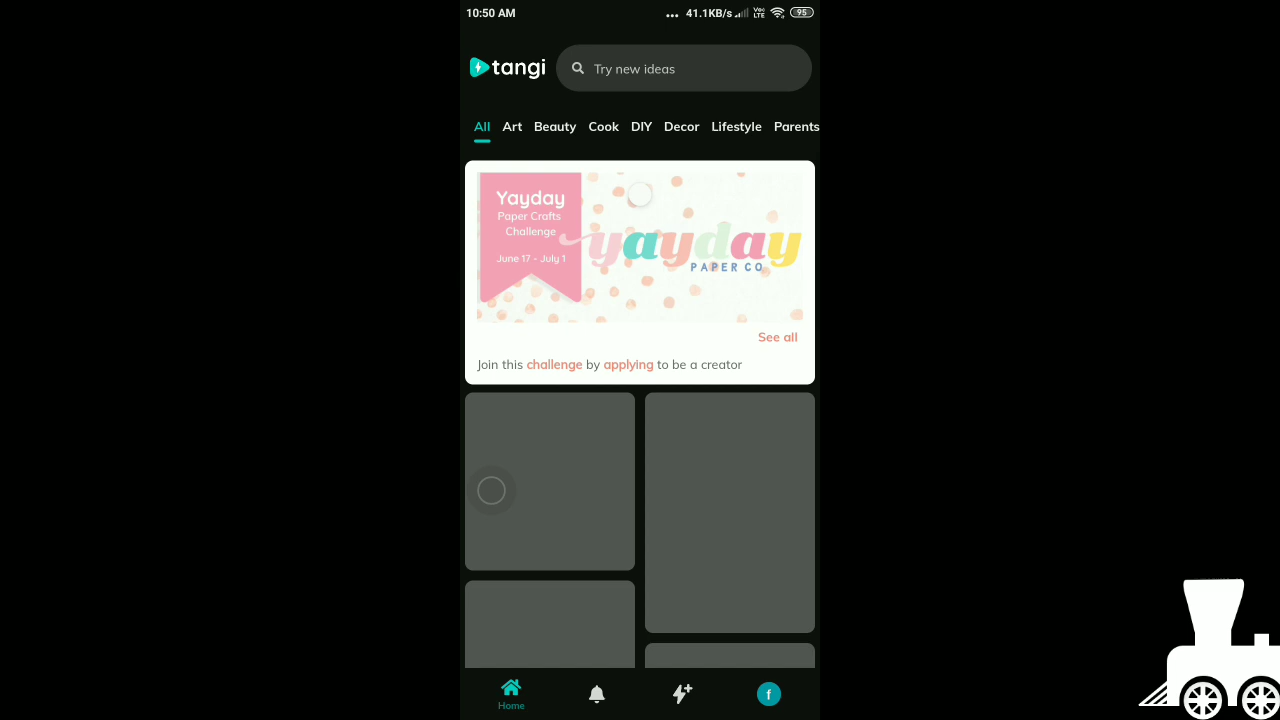 10:50 AM
... 41.1KB/s Vo LTE 95
tangi
Try new ideas
All Art Beauty Cook DIY Decor Lifestyle Parents
Yayday
Paper Crafts
Challenge
June 17 - July 1
yayday
PAPER CO
See all
Join this challenge by applying to be a creator
Home
f